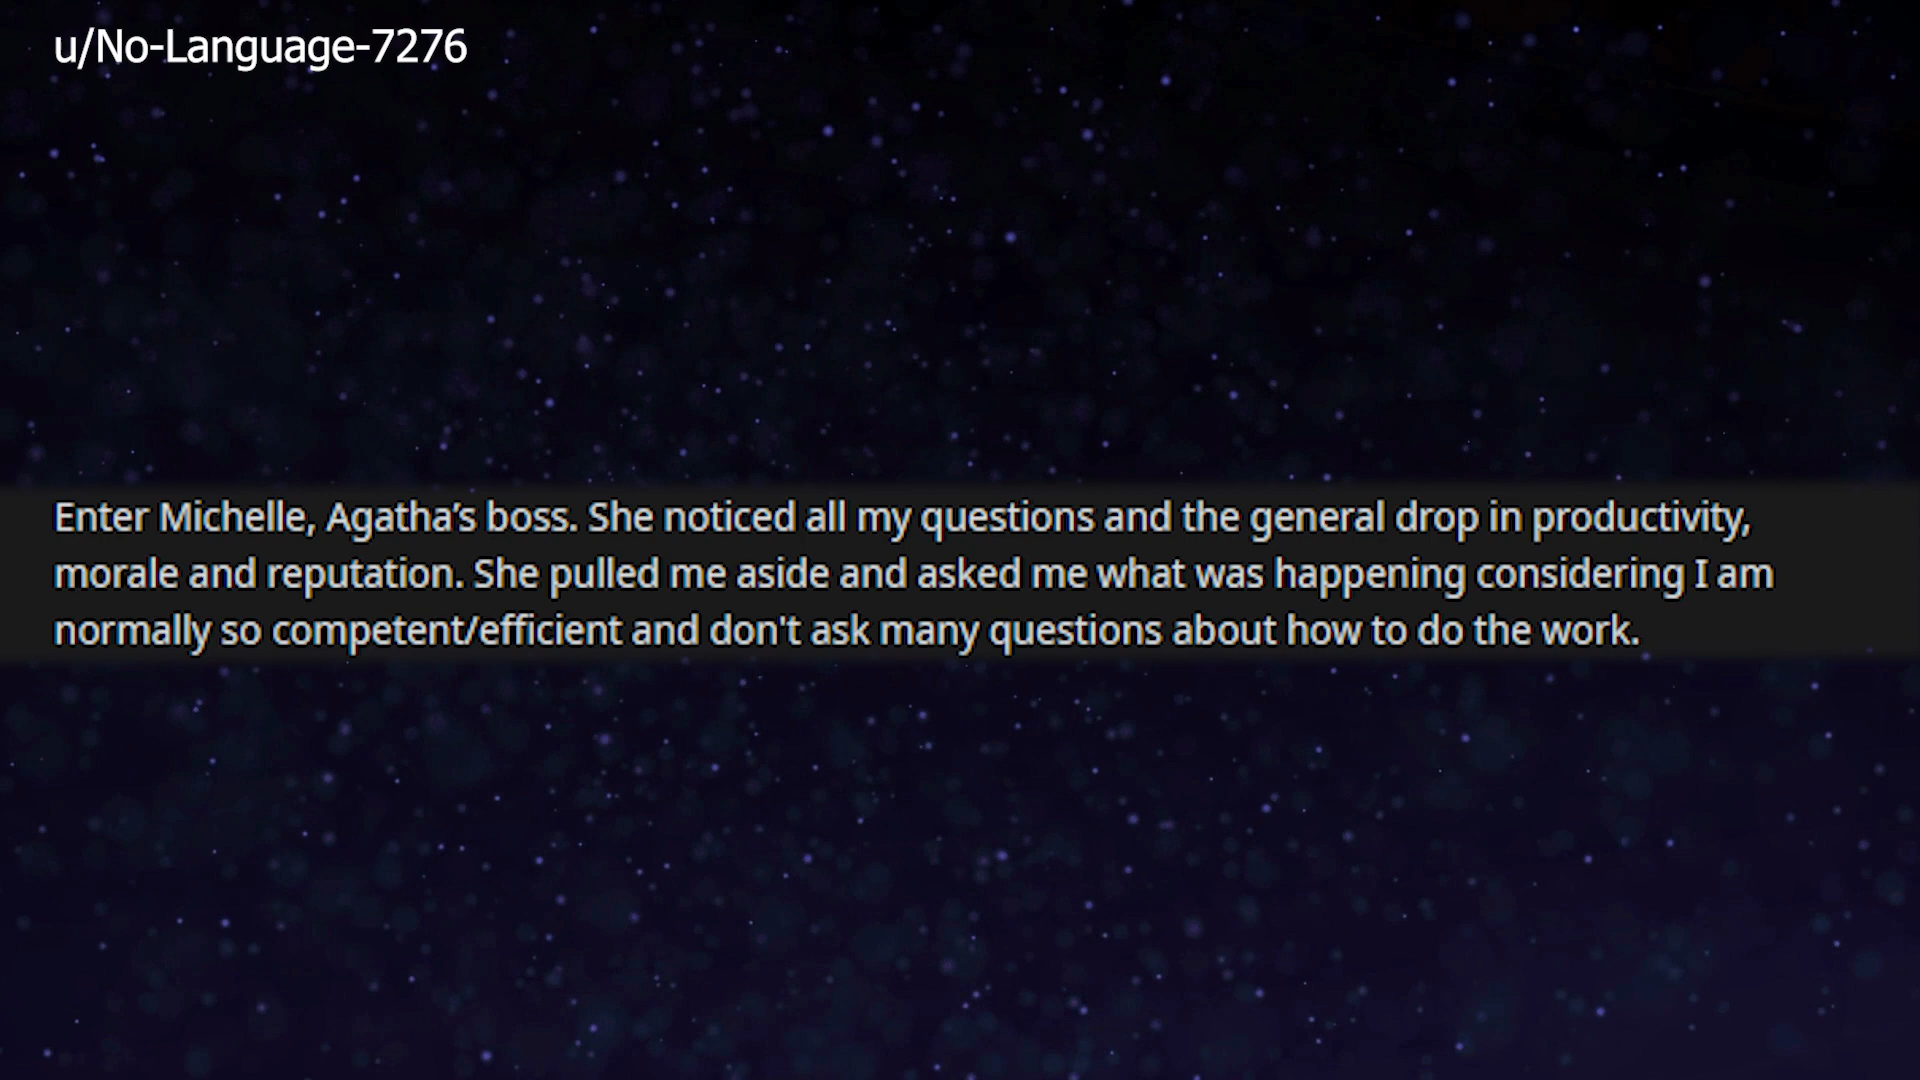 u/No-Language-7276
Enter Michelle, Agatha’s boss. She noticed all my questions and the general drop in productivity,
morale and reputation. She pulled me aside and asked me what was happening considering I am
normally so competent/efficient and don't ask many questions about how to do the work.